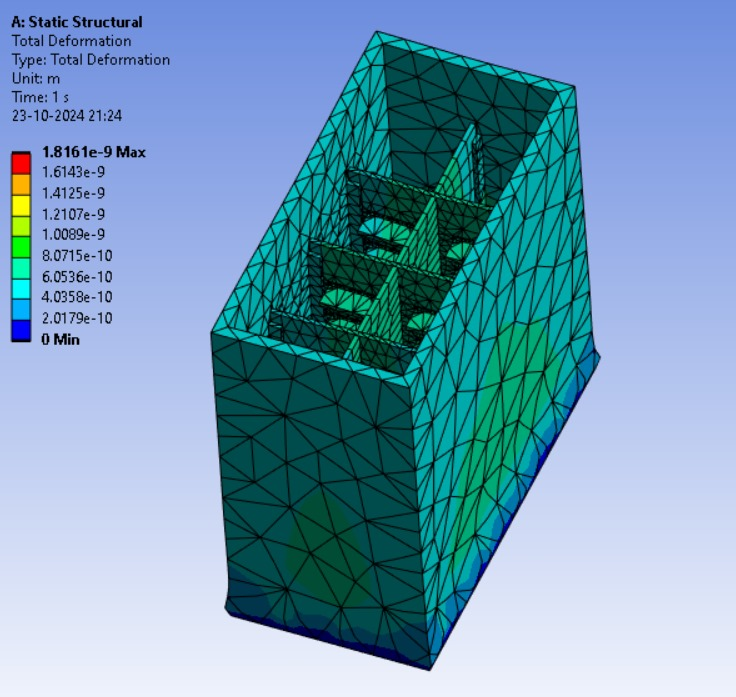 A: Static Structural
Total Deformation
Type: Total Deformation
Unit: m
Time: 1 s
23-10-2024 21:24
1.8161e-9 Max
1.6143e-9
1.4125e-9
1.2107e-9
1.0089e-9
8.0715e-10
6.0536e-10
4.0358e-10
2.0179e-10
0 Min